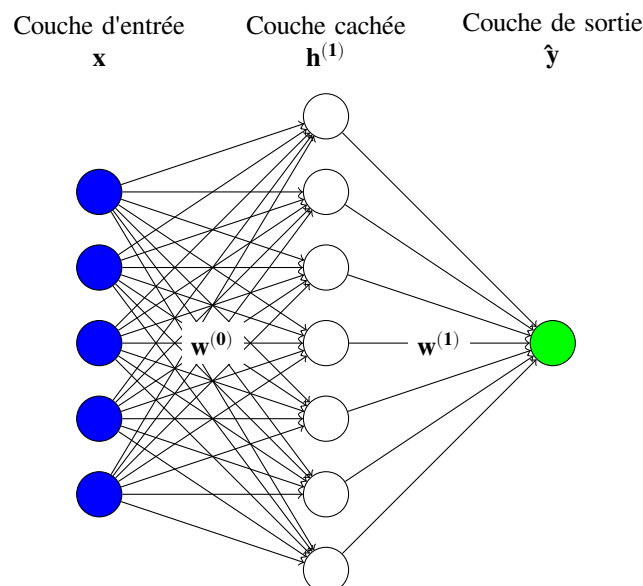 Couche d'entrée
x
Couche cachée
h(1)
Couche de sortie
ŷ
w(0)
w(1)